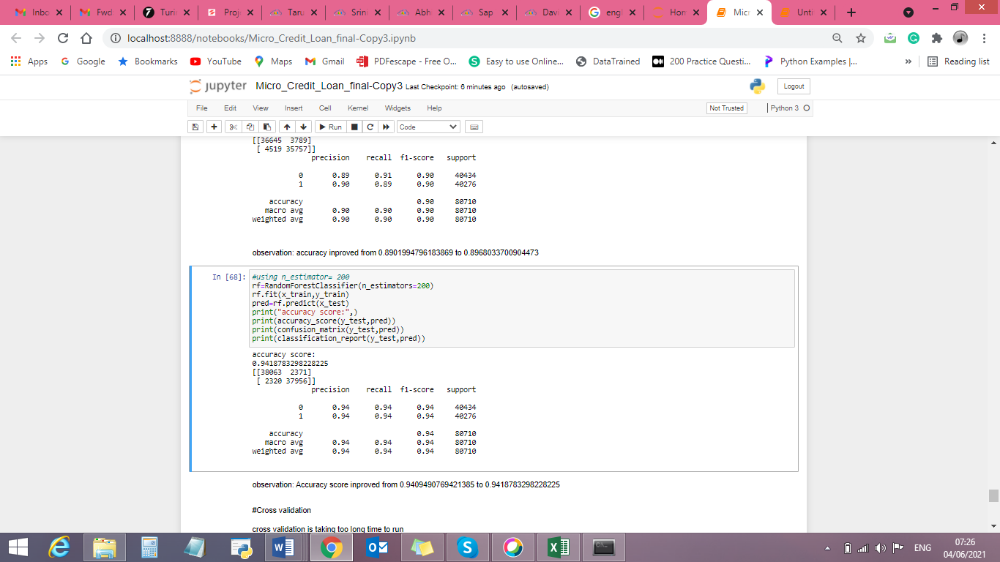 Inbo
Fwd
Turi
Proj
Taru
Srin
Abh
Sap
Davi
engl
Hom
Micr
Unti
localhost:8888/notebooks/Micro_Credit_Loan_final-Copy3.ipynb
Apps
Google
Bookmarks
YouTube
Maps
Gmail
PDFescape - Free O...
Easy to use Online...
DataTrained
200 Practice Questi...
Python Examples |...
»
Reading list
jupyter Micro_Credit_Loan_final-Copy3 Last Checkpoint: 6 minutes ago (autosaved)
Logout
File Edit View Insert Cell Kernel Widgets Help
Not Trusted
Python 3
Run
Code
[[36645 3789]
[ 4519 35757]]
precision recall f1-score support
0 0.89 0.91 0.90 40434
1 0.90 0.89 0.90 40276
accuracy 0.90 80710
macro avg 0.90 0.90 0.90 80710
weighted avg 0.90 0.90 0.90 80710
observation: accuracy inproved from 0.8901994796183869 to 0.8968033700904473
In [68]:
#using n_estimator= 200
rf=RandomForestClassifier(n_estimators=200)
rf.fit(x_train,y_train)
pred=rf.predict(x_test)
print("accuracy score:",)
print(accuracy_score(y_test,pred))
print(confusion_matrix(y_test,pred))
print(classification_report(y_test,pred))
accuracy score:
0.9418783298228225
[[38063 2371]
[ 2320 37956]]
precision recall f1-score support
0 0.94 0.94 0.94 40434
1 0.94 0.94 0.94 40276
accuracy 0.94 80710
macro avg 0.94 0.94 0.94 80710
weighted avg 0.94 0.94 0.94 80710
observation: Accuracy score inproved from 0.9409490769421385 to 0.9418783298228225
#Cross validation
cross validation is taking too long time to run
ENG
07:26
04/06/2021